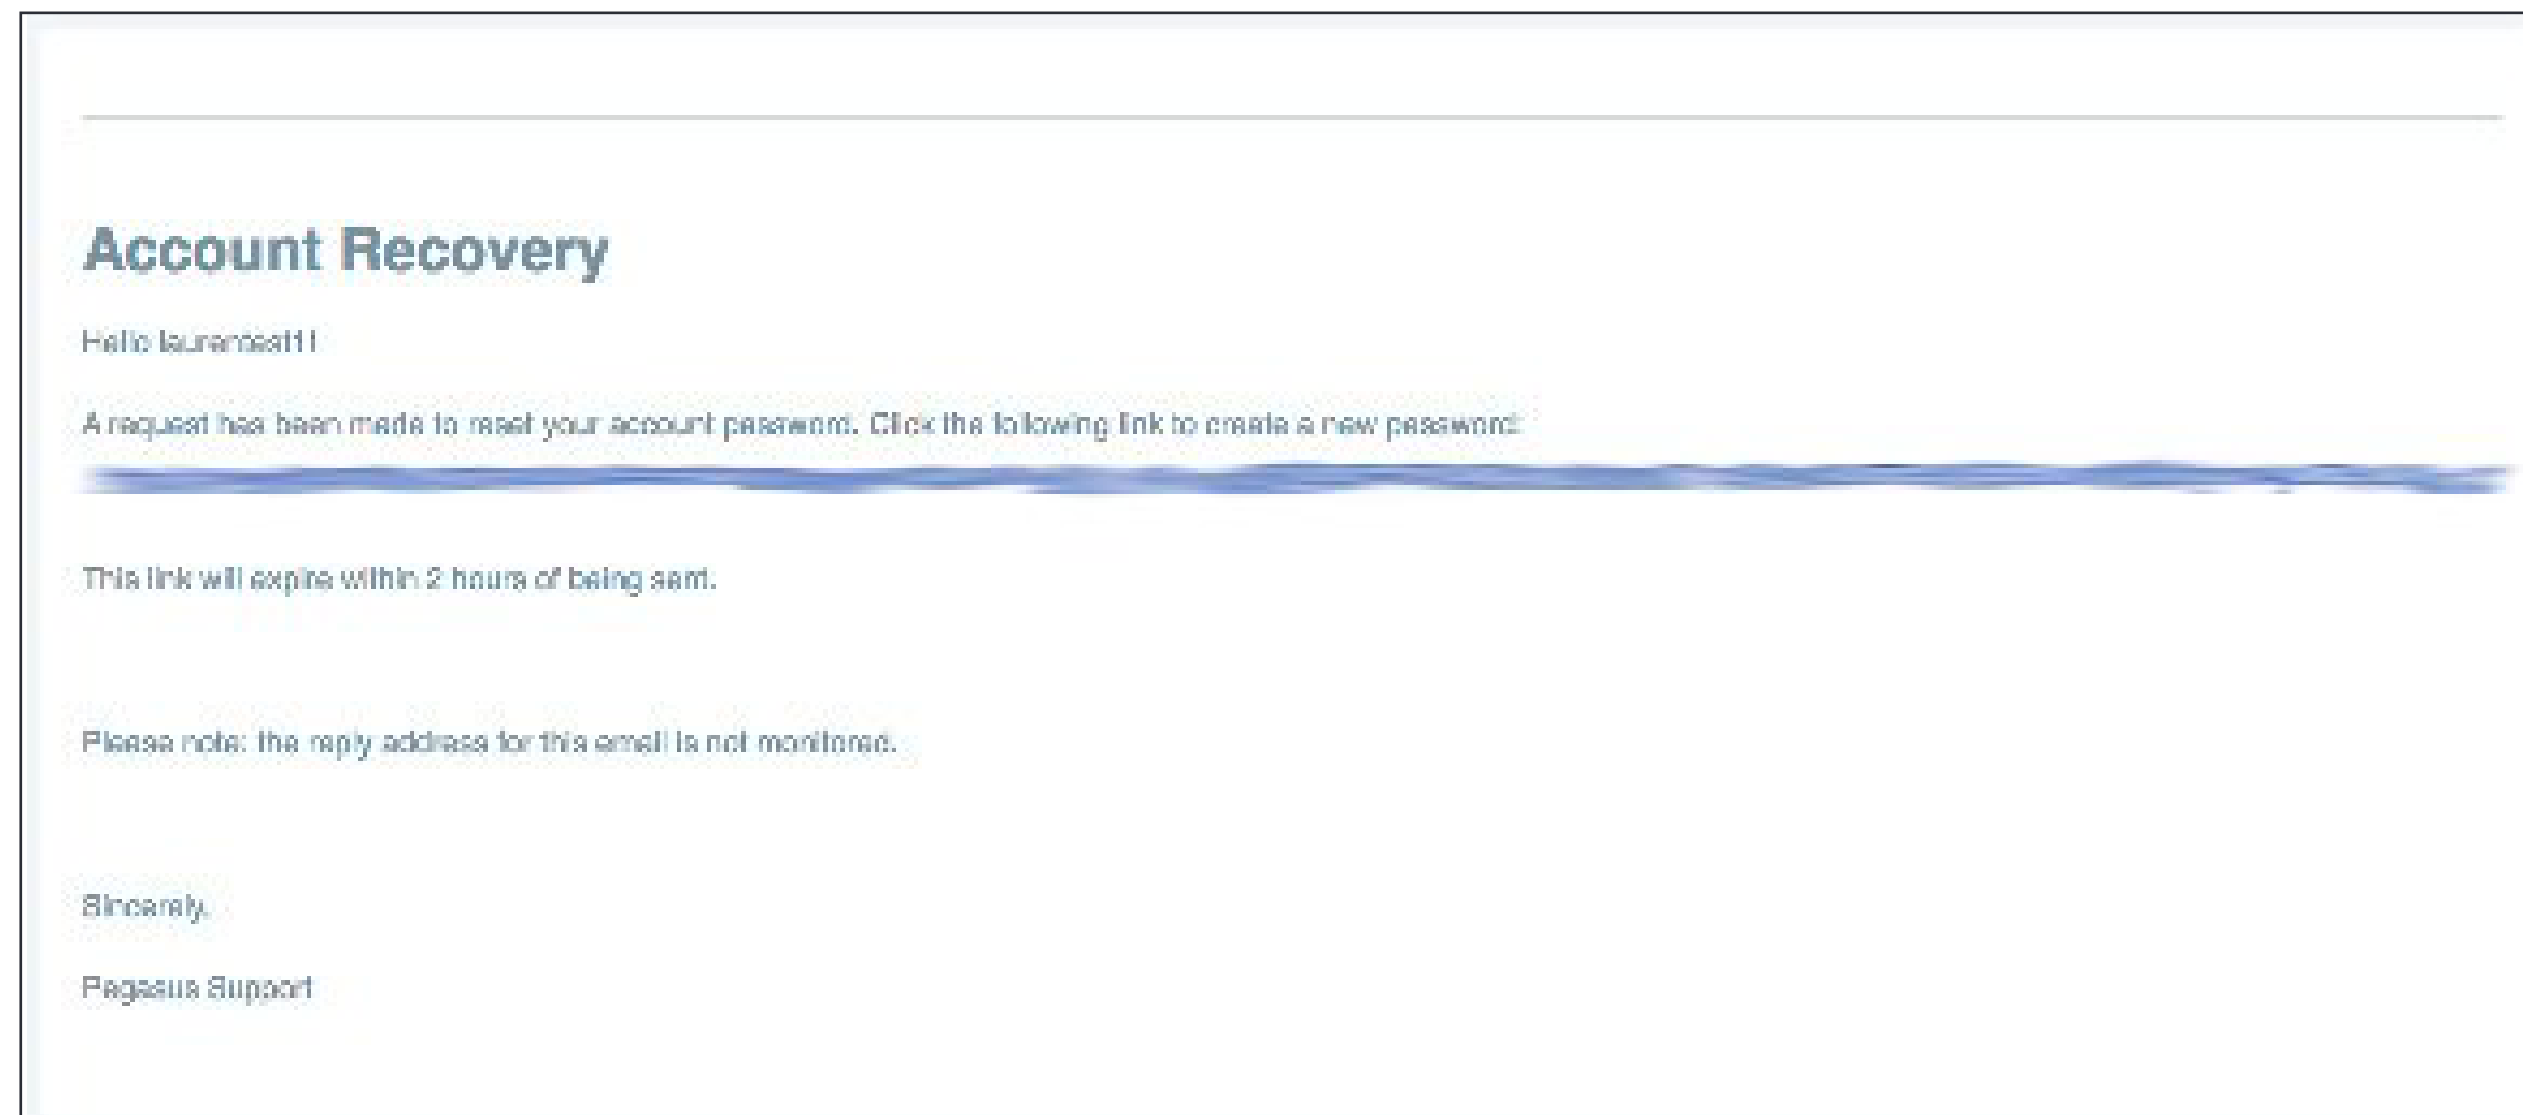 Account Recovery
Hello laurentest11
A request has been made to reset your account password. Click the following link to create a new password:
This link will expire within 2 hours of being sent.
Please note: the reply address for this email is not monitored.
Sincerely,
Pegasus Support